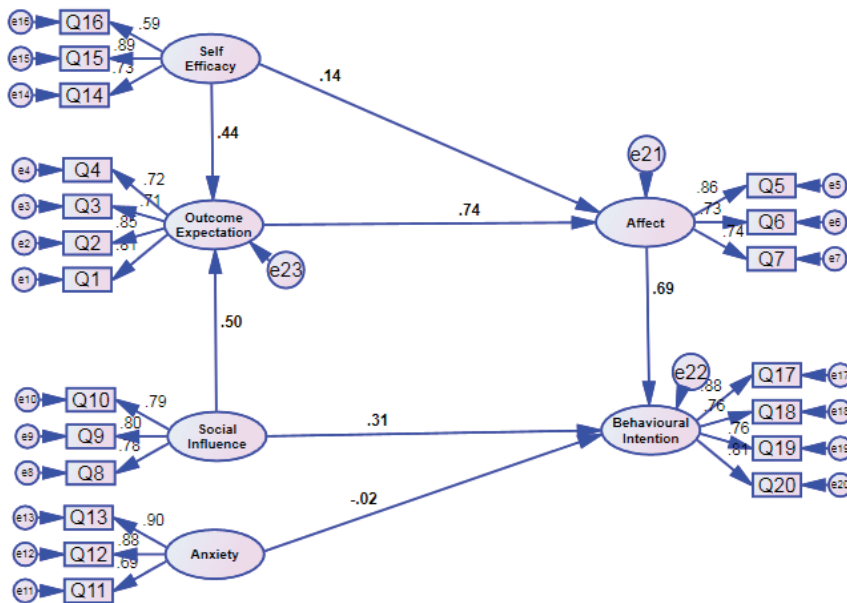 e16
Q16
.59
e15
Q15
.89
e14
Q14
.73
Self
Efficacy
.14
.44
e4
Q4
.72
e3
Q3
.71
e2
Q2
.85
e1
Q1
.81
Outcome
Expectation
e23
.74
e21
Affect
.86
Q5
e5
.73
Q6
e6
.74
Q7
e7
.69
.50
e10
Q10
.79
e9
Q9
.80
e8
Q8
.78
Social
Influence
.31
e22
Behavioural
Intention
.88
Q17
e17
.76
Q18
e18
.76
Q19
e19
.81
Q20
e20
-.02
e13
Q13
.90
e12
Q12
.88
e11
Q11
.69
Anxiety